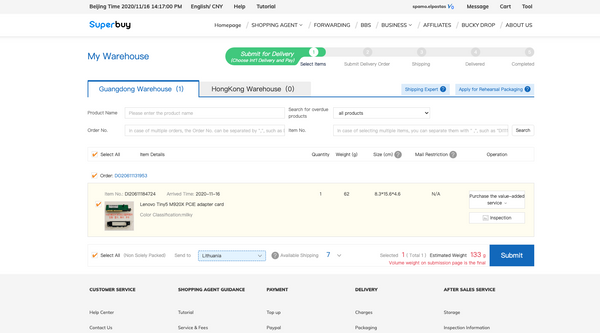 Beijing Time 2020/11/16 14:17:00 PM English/ CNY Help Tutorial Message Cart Tool
Superbuy Homepage SHOPPING AGENT FORWARDING BBS BUSINESS AFFILIATES BUCKY DROP ABOUT US
My Warehouse
Submit for Delivery
(Choose Int'l Delivery and Pay)
1 2 3 4 5
Select Items Submit Delivery Order Shipping Delivered Completed
Guangdong Warehouse (1) HongKong Warehouse (0) Shipping Expert ? Apply for Rehearsal Packaging ?
Product Name Please enter the product name Search for overdue products all products
Order No. In case of multiple orders, the Order No. can be separated by ",", such as Item No. In case of selecting multiple items, you can separate them with " ,", such as Search
Select All Item Details Quantity Weight (g) Size (cm) ? Mail Restriction ? Operation
Order: DI20611131953
Item No.: DI20611184724 Arrived Time: 2020-11-16 1 62 8.3*15.8*4.8 N/A Purchase the value-added service
Lenovo Tiny5 M920X PCIE adapter card
Color Classification:milky Inspection
Select All (Non Solely Packed) Send to Lithuania ? Available Shipping 7 Selected 1 ( Total 1 ) Estimated Weight 133 g Submit
Volume weight on submission page is the final
CUSTOMER SERVICE SHOPPING AGENT GUIDANCE PAYMENT DELIVERY AFTER SALES SERVICE
Help Center Tutorial Top up Charges Storage
Contact Us Service & Fees Paypal Packaging Inspection Information